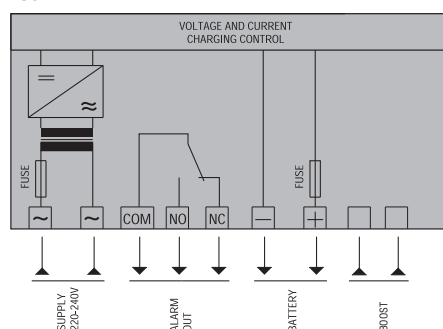 VOLTAGE AND CURRENT
CHARGING CONTROL
FUSE
FUSE
~
~
COM
NO
NC
—
+
SUPPLY
220-240V
ALARM
OUT
BATTERY
BOOST